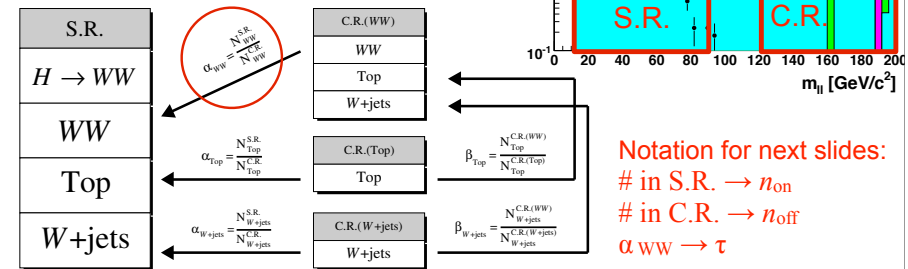 S.R.
H → WW
WW
Top
W+jets
α_WW = N^S.R._WW / N^C.R._WW
α_Top = N^S.R._Top / N^C.R._Top
α_W+jets = N^S.R._W+jets / N^C.R._W+jets
C.R.(WW)
WW
Top
W+jets
C.R.(Top)
Top
C.R.(W+jets)
W+jets
β_Top = N^C.R.(WW)_Top / N^C.R.(Top)_Top
β_W+jets = N^C.R.(WW)_W+jets / N^C.R.(W+jets)_W+jets
S.R.
C.R.
10^-1
0 20 40 60 80 100 120 140 160 180 200
m_ll [GeV/c²]
Notation for next slides:
# in S.R. → n_on
# in C.R. → n_off
α WW → τ